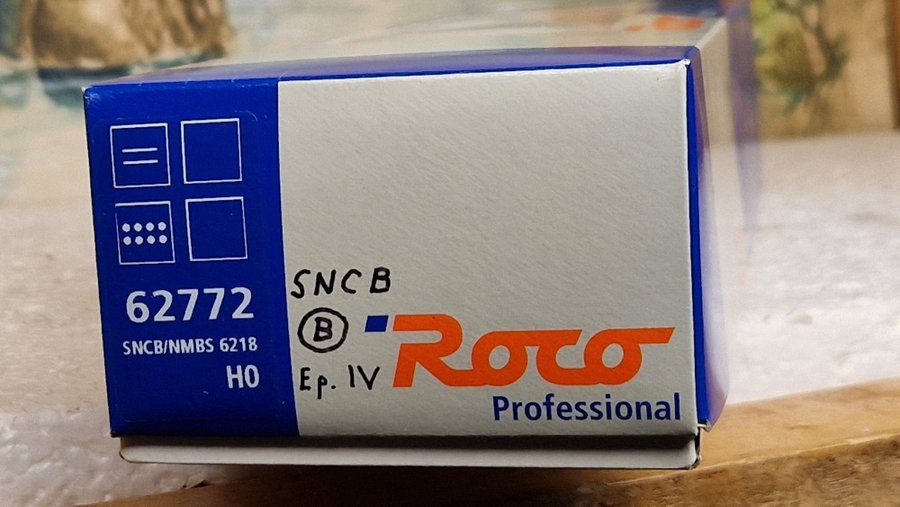 62772
SNCB/NMBS 6218
H0
SNCB
B
Ep. IV
Roco
Professional